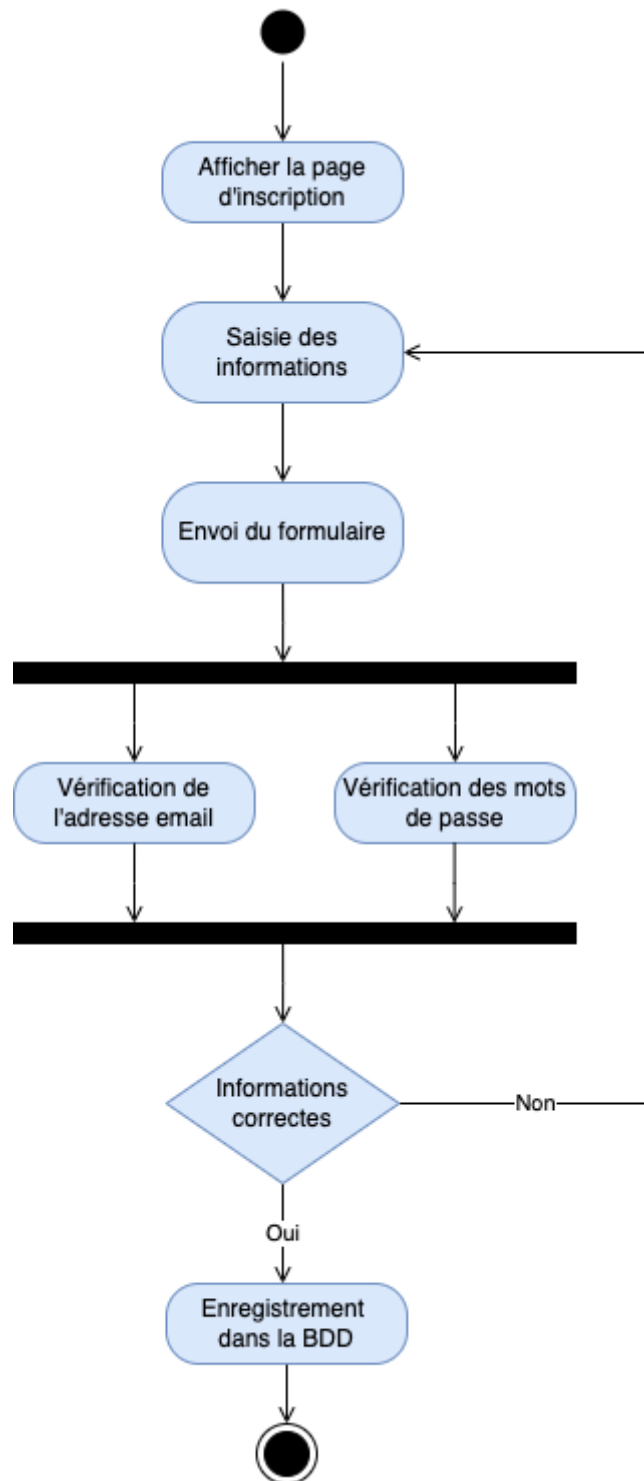 Afficher la page
d'inscription
Saisie des
informations
Envoi du formulaire
Vérification de
l'adresse email
Vérification des mots
de passe
Informations
correctes
Non
Oui
Enregistrement
dans la BDD